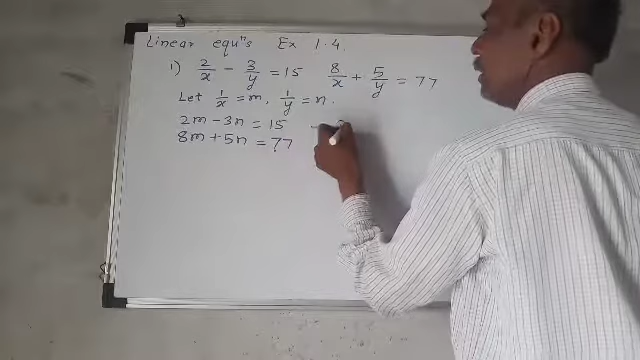 Linear equⁿs Ex 1.4.
1) 2/x - 3/y = 15 8/x + 5/y = 77
Let 1/x = m, 1/y = n.
2m - 3n = 15 -
8m + 5n = 77